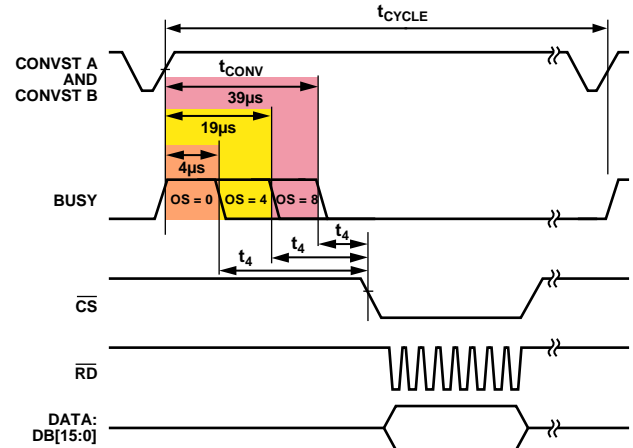 tCYCLE
CONVST A
AND
CONVST B
tCONV
39µs
19µs
4µs
BUSY
OS = 0
OS = 4
OS = 8
t4
t4
t4
CS
RD
DATA:
DB[15:0]